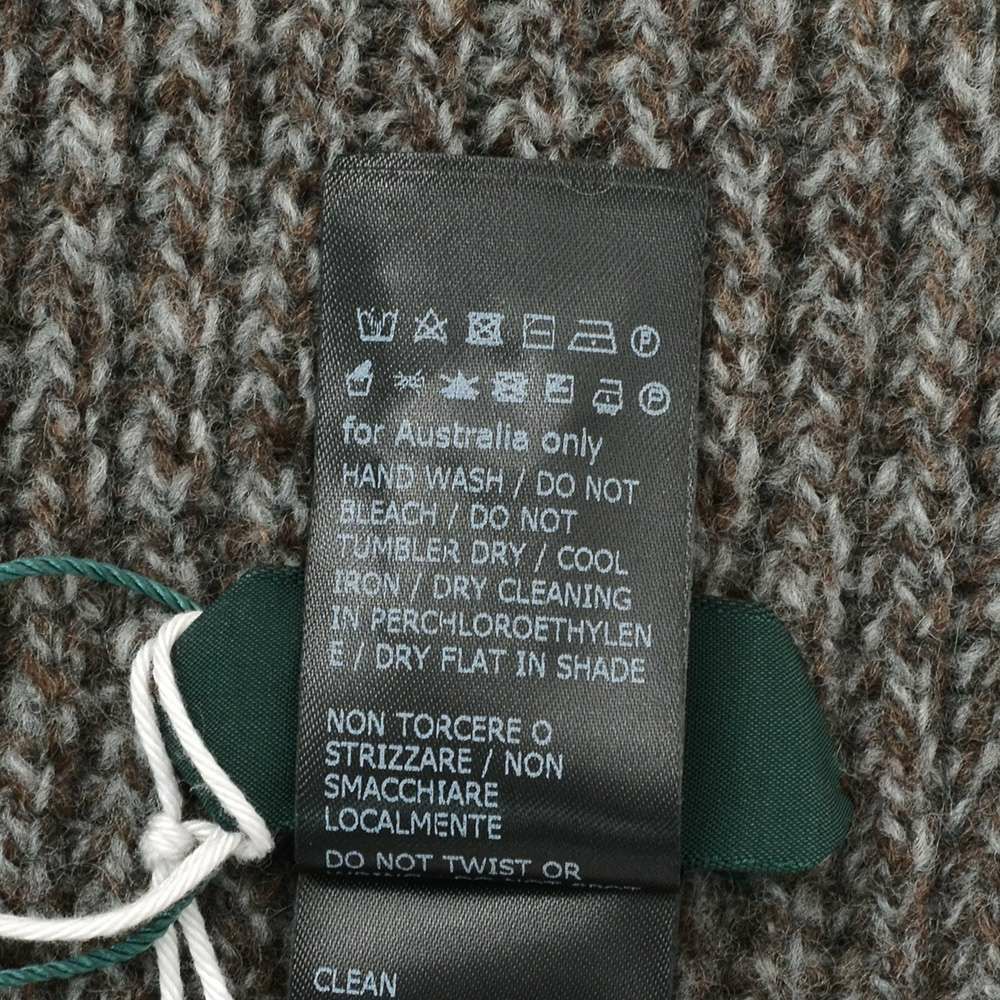 P
P
for Australia only
HAND WASH / DO NOT
BLEACH / DO NOT
TUMBLER DRY / COOL
IRON / DRY CLEANING
IN PERCHLOROETHYLEN
E / DRY FLAT IN SHADE
NON TORCERE O
STRIZZARE / NON
SMACCHIARE
LOCALMENTE
DO NOT TWIST OR
CLEAN